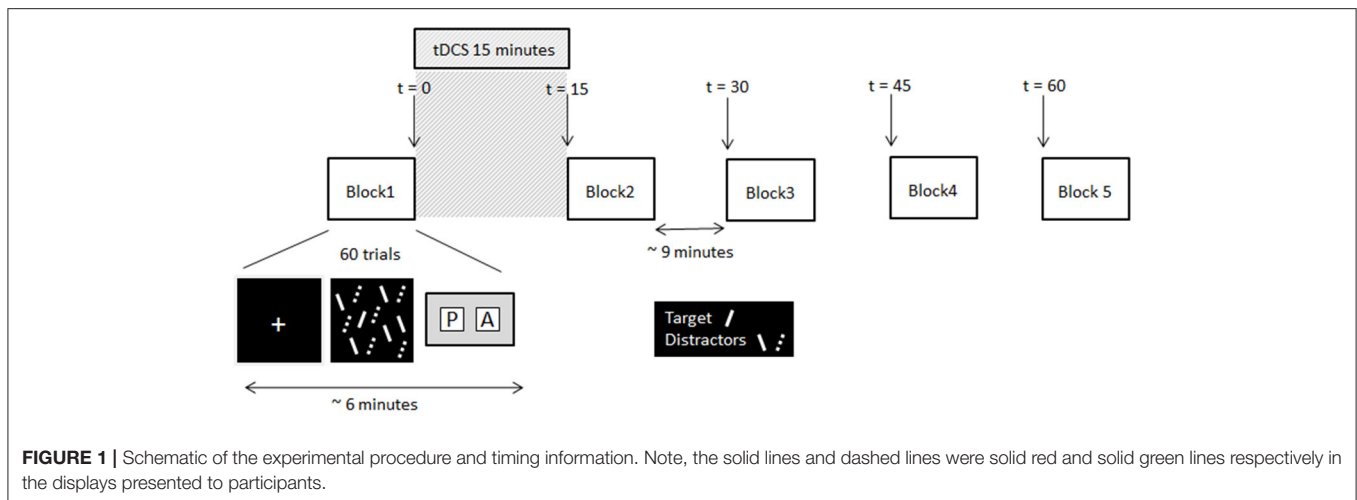 tDCS 15 minutes
t = 0
t = 15
t = 30
t = 45
t = 60
Block1
Block2
Block3
Block4
Block 5
60 trials
~ 9 minutes
+
P A
Target
Distractors
~ 6 minutes
FIGURE 1 | Schematic of the experimental procedure and timing information. Note, the solid lines and dashed lines were solid red and solid green lines respectively in
the displays presented to participants.